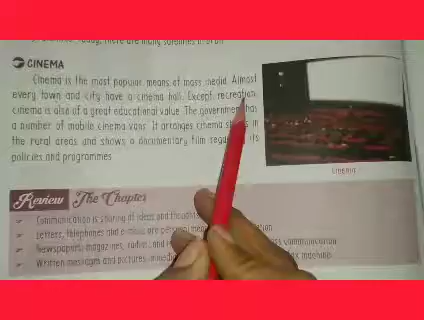 CINEMA
Cinema is the most popular means of mass media. Almost
every town and city have a cinema hall. Except recreation,
cinema is also of a great educational value. The government has
a number of mobile cinema vans. It arranges cinema in
the rural areas and shows a documentary film its
policies and programmes
Cinema
Review The Chapter
Communication is sharing of ideas and thoughts
Letters, telephones and e-mails are personal
Newspapers, magazines, radio, and communication
Written messages and pictures, machine